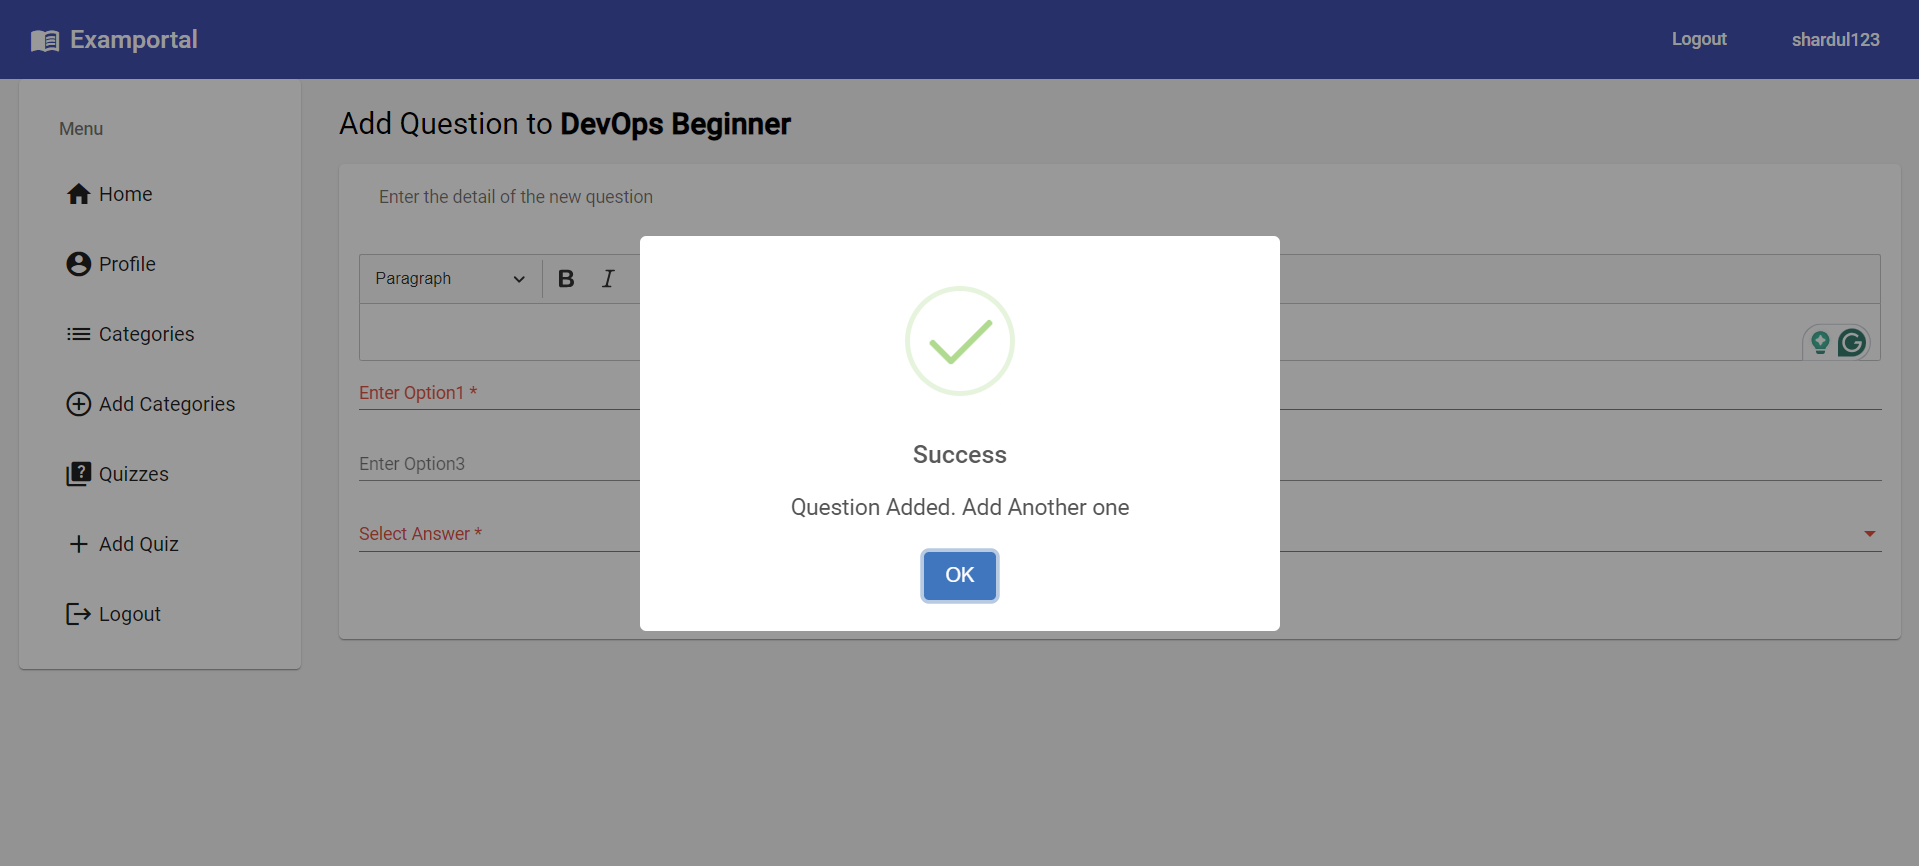 Examportal
Logout
shardul123
Menu
Home
Profile
Categories
Add Categories
Quizzes
Add Quiz
Logout
Add Question to DevOps Beginner
Enter the detail of the new question
Paragraph
B I
Enter Option1 *
Enter Option3
Select Answer *
Success
Question Added. Add Another one
OK